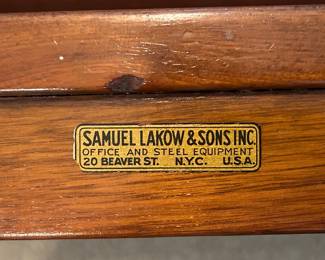 SAMUEL LAKOW & SONS INC.
OFFICE AND STEEL EQUIPMENT
20 BEAVER ST. N.Y.C. U.S.A.